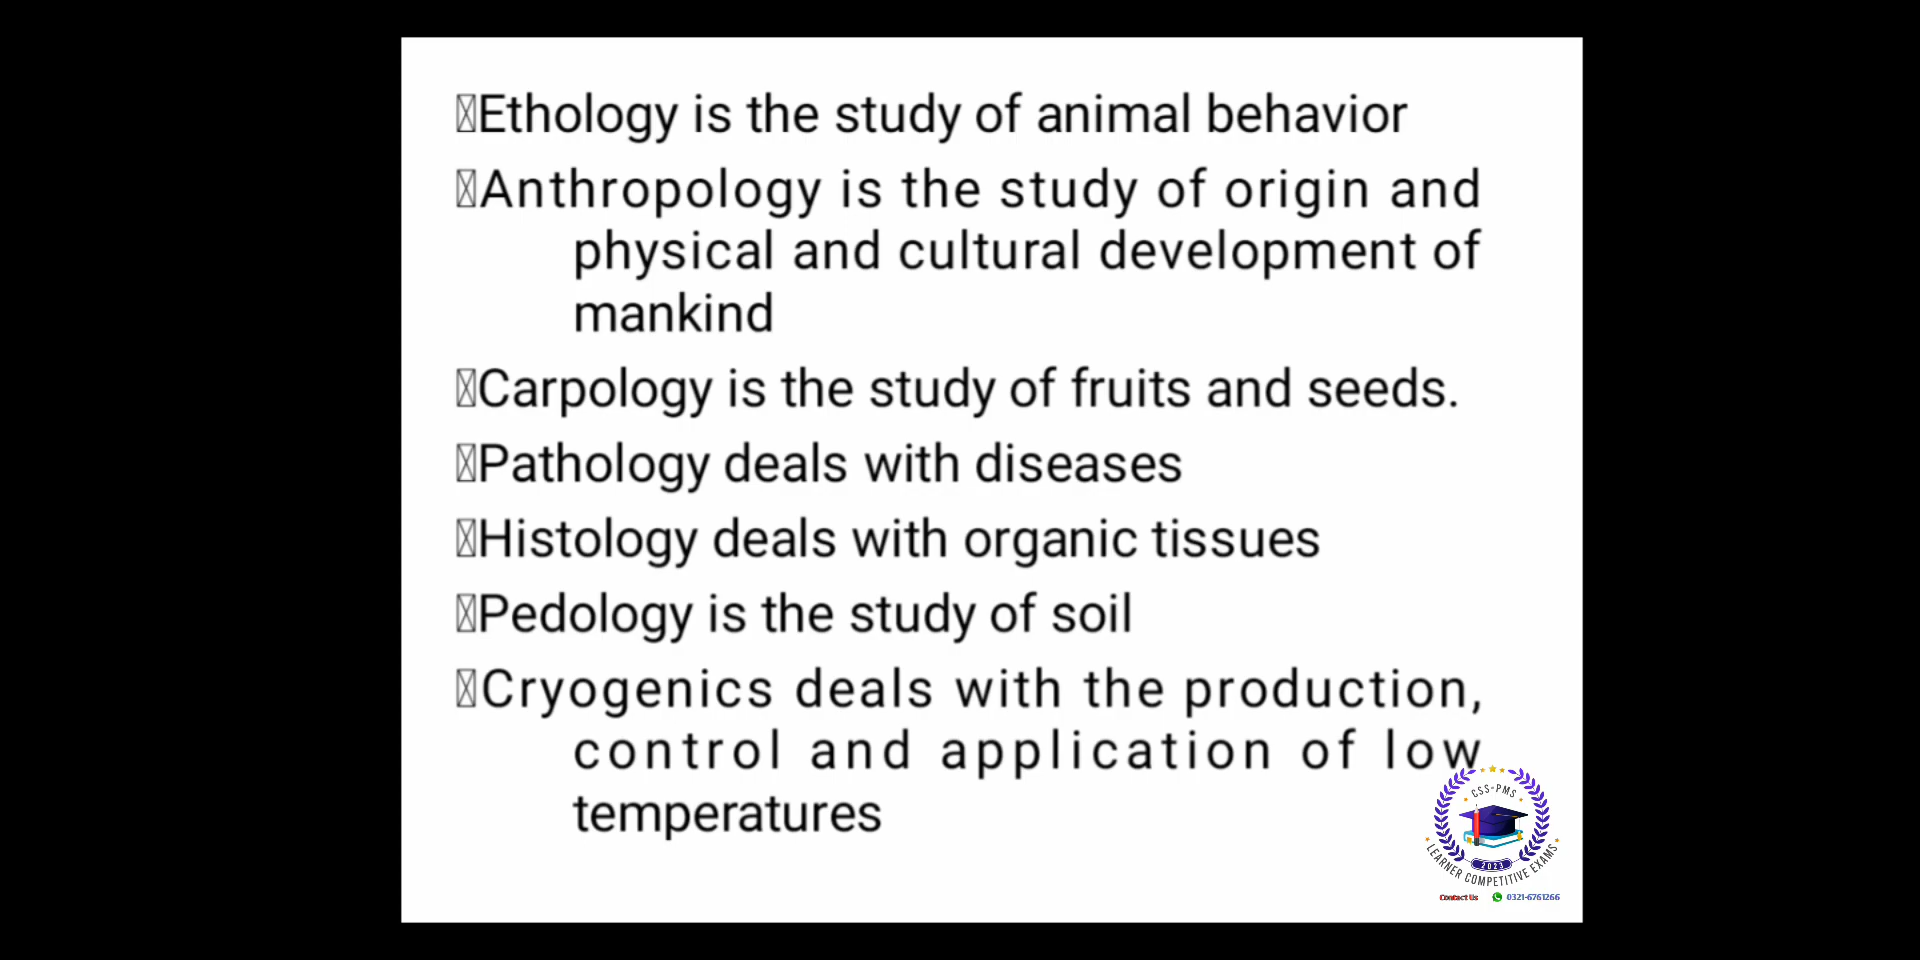 Ethology is the study of animal behavior
Anthropology is the study of origin and
physical and cultural development of
mankind
Carpology is the study of fruits and seeds.
Pathology deals with diseases
Histology deals with organic tissues
Pedology is the study of soil
Cryogenics deals with the production,
control and application of low
temperatures
CSS-PMS
2023
LEARNER COMPETITIVE EXAMS
Contact Us 0321-6761266